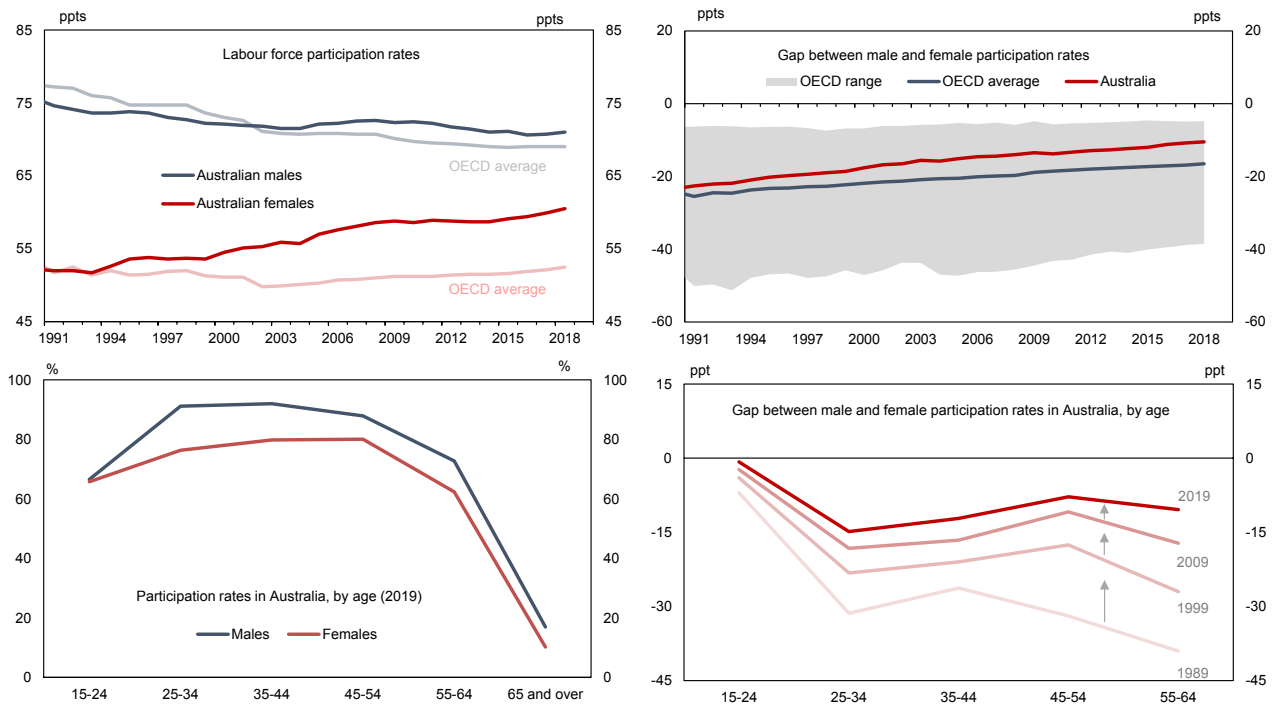 ppts ppts
Labour force participation rates
85 85
75 75
65 65
55 55
45 45
OECD average
Australian males
Australian females
OECD average
1991 1994 1997 2000 2003 2006 2009 2012 2015 2018
ppts ppts
Gap between male and female participation rates
OECD range OECD average Australia
20 20
0 0
-20 -20
-40 -40
-60 -60
1991 1994 1997 2000 2003 2006 2009 2012 2015 2018
% %
100 100
80 80
60 60
40 40
20 20
0 0
Participation rates in Australia, by age (2019)
Males Females
15-24 25-34 35-44 45-54 55-64 65 and over
ppt ppt
Gap between male and female participation rates in Australia, by age
15 15
0 0
-15 -15
-30 -30
-45 -45
2019
2009
1999
1989
15-24 25-34 35-44 45-54 55-64